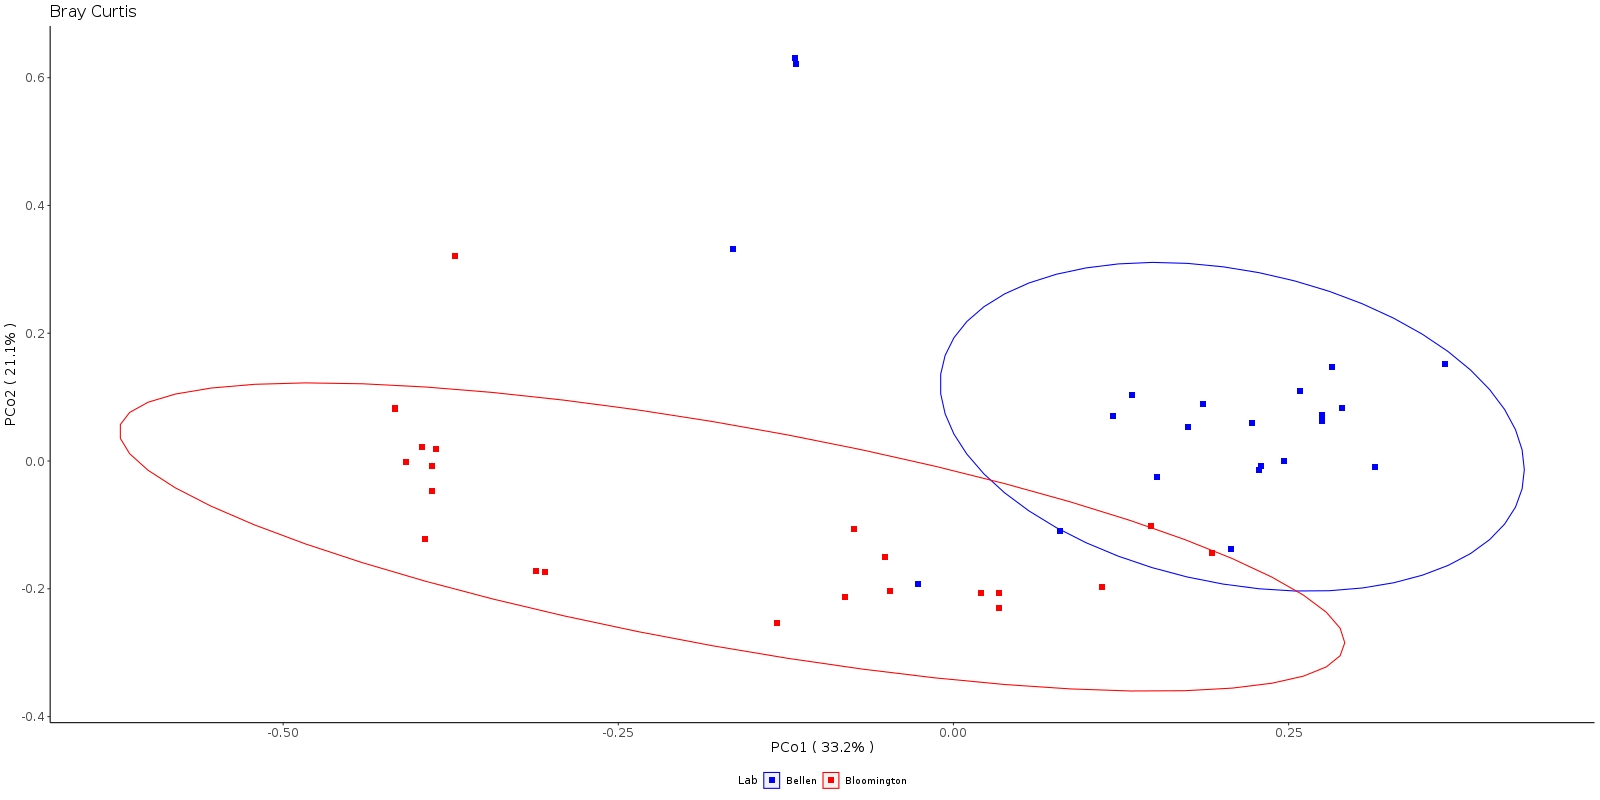 Bray Curtis
0.6
0.4
0.2
0.0
-0.2
-0.4
PCo2 ( 21.1% )
-0.50 -0.25 0.00 0.25
PCo1 ( 33.2% )
Lab Bellen Bloomington